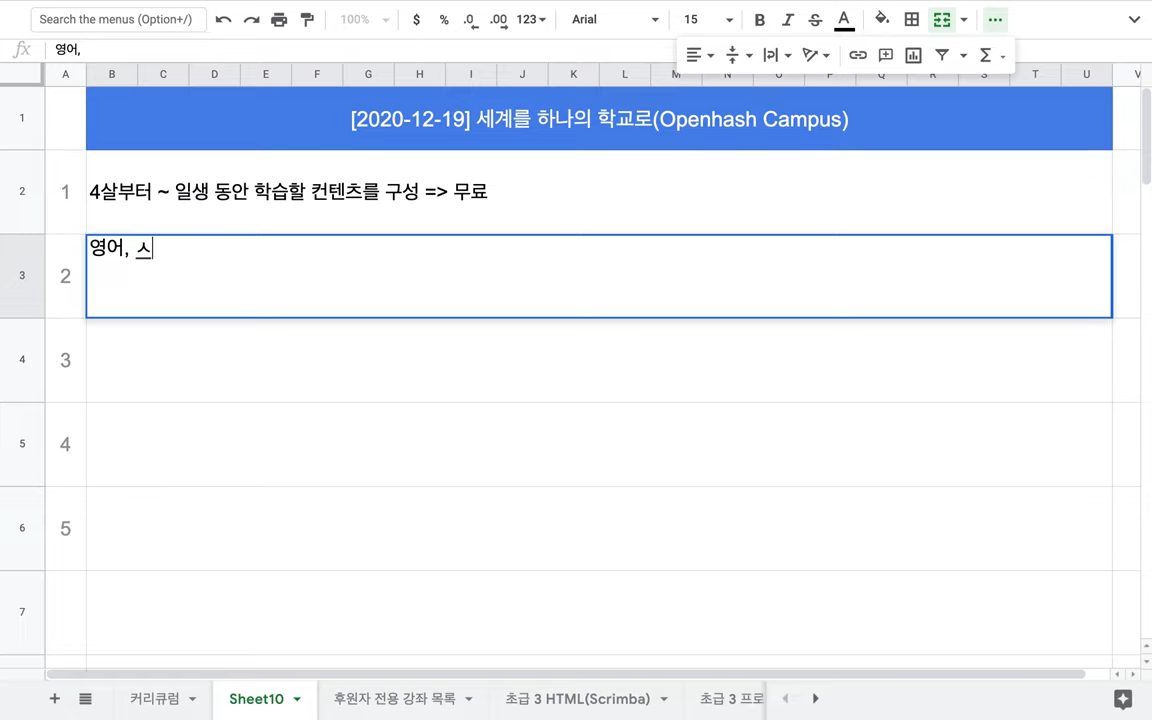 Search the menus (Option+/)
100%
$ % .0 .00 123
Arial
15
B I S A
fx 영어,
A B C D E F G H I J K L M N O P Q R S T U V
1 [2020-12-19] 세계를 하나의 학교로(Openhash Campus)
2 1 4살부터 ~ 일생 동안 학습할 컨텐츠를 구성 => 무료
3 2 영어, 스
4 3
5 4
6 5
7
커리큘럼 Sheet10 후원자 전용 강좌 목록 초급 3 HTML(Scrimba) 초급 3 프로